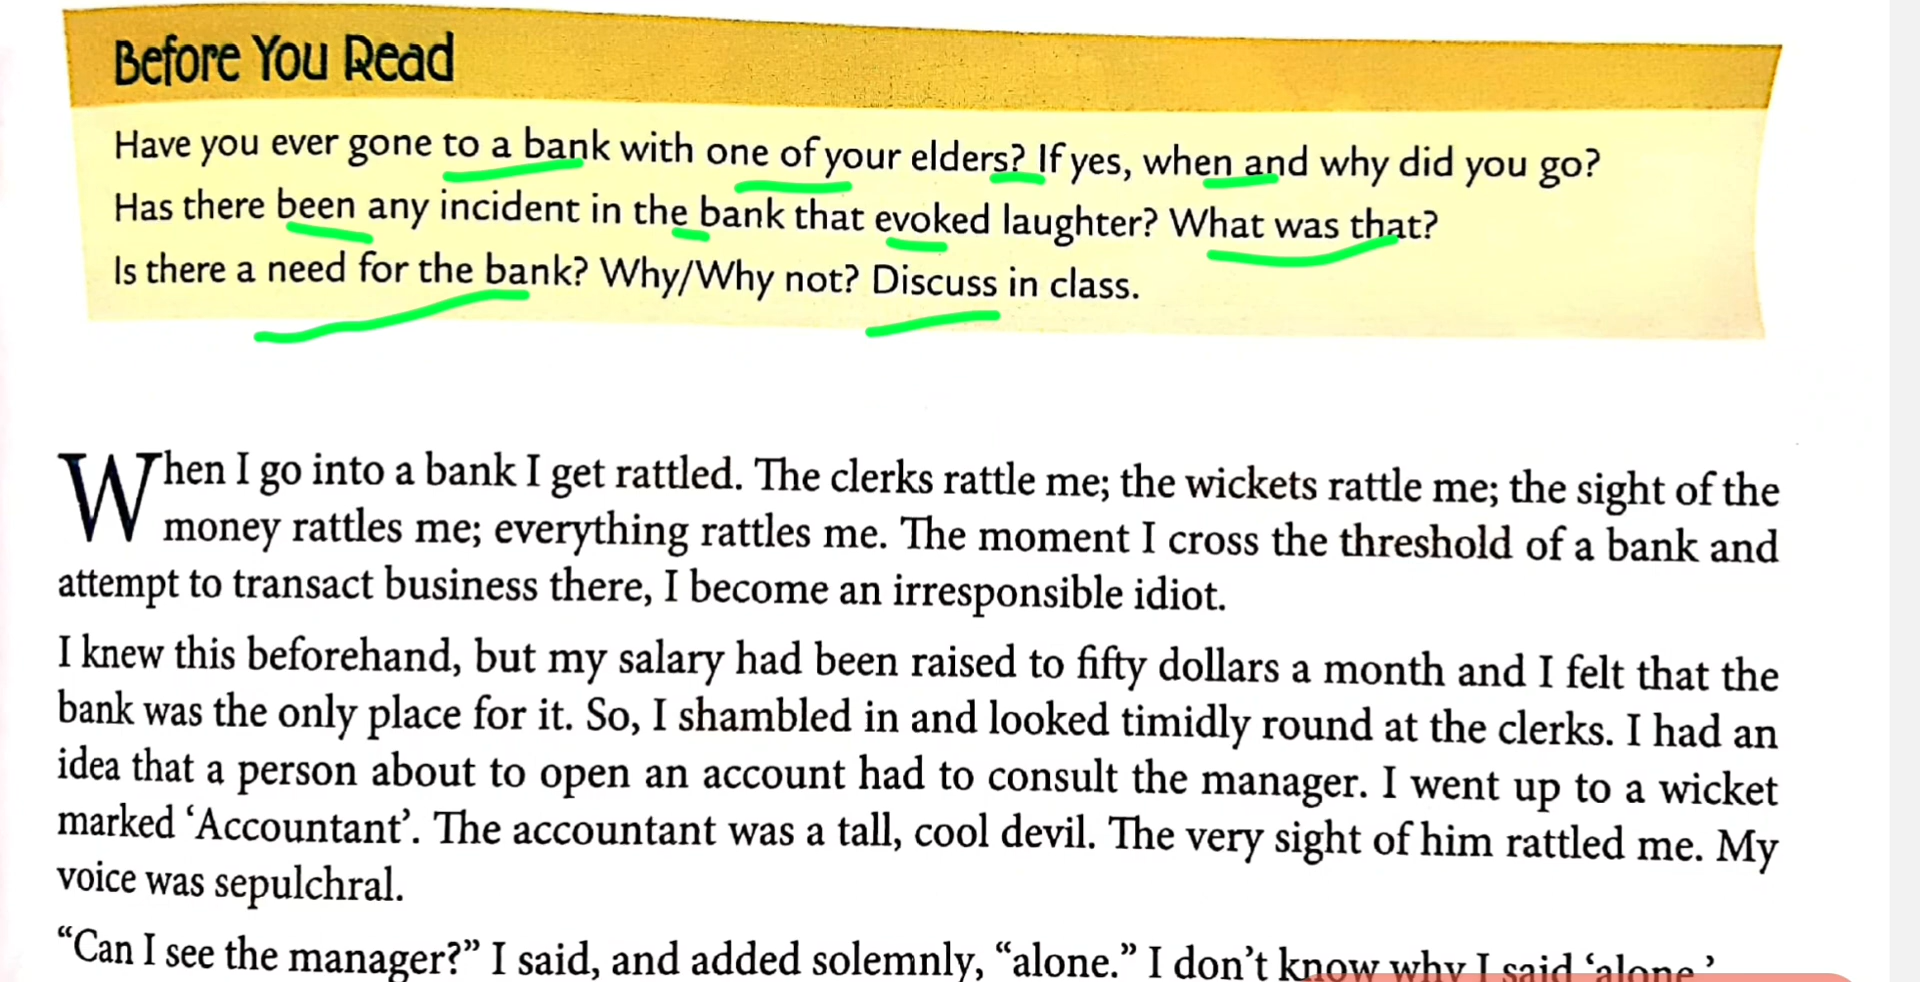 Before You Read
Have you ever gone to a bank with one of your elders? If yes, when and why did you go?
Has there been any incident in the bank that evoked laughter? What was that?
Is there a need for the bank? Why/Why not? Discuss in class.
When I go into a bank I get rattled. The clerks rattle me; the wickets rattle me; the sight of the
money rattles me; everything rattles me. The moment I cross the threshold of a bank and
attempt to transact business there, I become an irresponsible idiot.
I knew this beforehand, but my salary had been raised to fifty dollars a month and I felt that the
bank was the only place for it. So, I shambled in and looked timidly round at the clerks. I had an
idea that a person about to open an account had to consult the manager. I went up to a wicket
marked ‘Accountant’. The accountant was a tall, cool devil. The very sight of him rattled me. My
voice was sepulchral.
“Can I see the manager?” I said, and added solemnly, “alone.” I don’t know why I said ‘alone.’